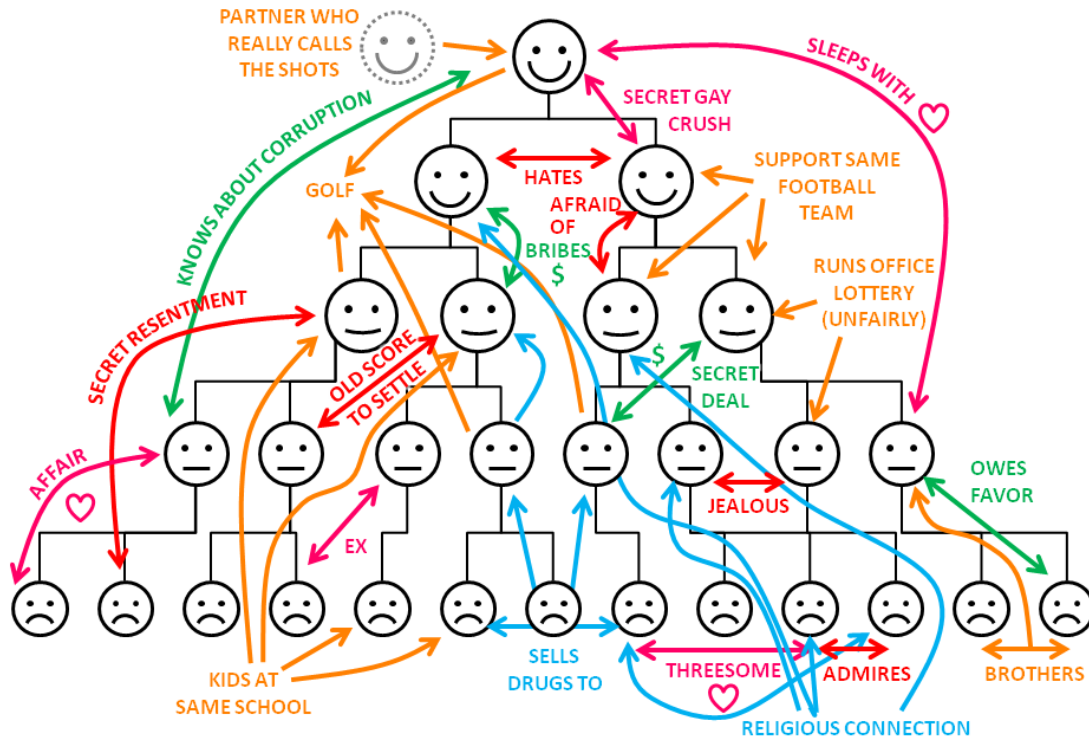 PARTNER WHO
REALLY CALLS
THE SHOTS
SLEEPS WITH
SECRET GAY
CRUSH
KNOWS ABOUT CORRUPTION
GOLF
HATES
SUPPORT SAME
FOOTBALL
TEAM
AFRAID
OF
BRIBES
$
RUNS OFFICE
LOTTERY
(UNFAIRLY)
SECRET RESENTMENT
OLD SCORE
TO SETTLE
$
SECRET
DEAL
AFFAIR
JEALOUS
OWES
FAVOR
EX
SELLS
DRUGS TO
THREESOME
ADMIRES
BROTHERS
KIDS AT
SAME SCHOOL
RELIGIOUS CONNECTION